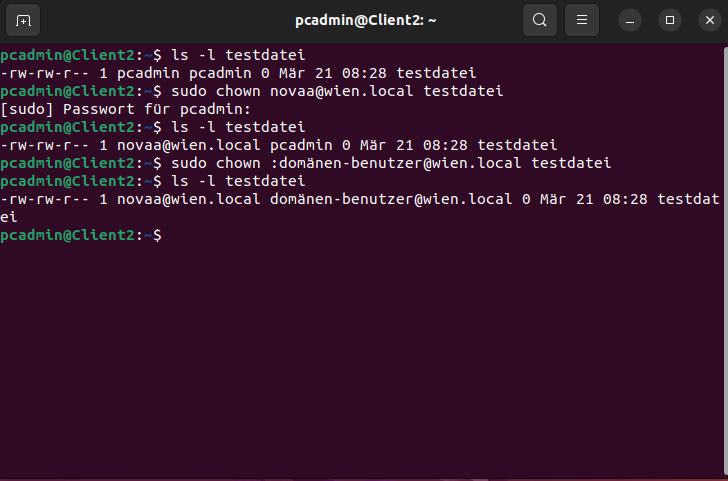 pcadmin@Client2: ~
pcadmin@Client2:~$ ls -l testdatei
-rw-rw-r-- 1 pcadmin pcadmin 0 Mär 21 08:28 testdatei
pcadmin@Client2:~$ sudo chown novaa@wien.local testdatei
[sudo] Passwort für pcadmin:
pcadmin@Client2:~$ ls -l testdatei
-rw-rw-r-- 1 novaa@wien.local pcadmin 0 Mär 21 08:28 testdatei
pcadmin@Client2:~$ sudo chown :domänen-benutzer@wien.local testdatei
pcadmin@Client2:~$ ls -l testdatei
-rw-rw-r-- 1 novaa@wien.local domänen-benutzer@wien.local 0 Mär 21 08:28 testdat
ei
pcadmin@Client2:~$